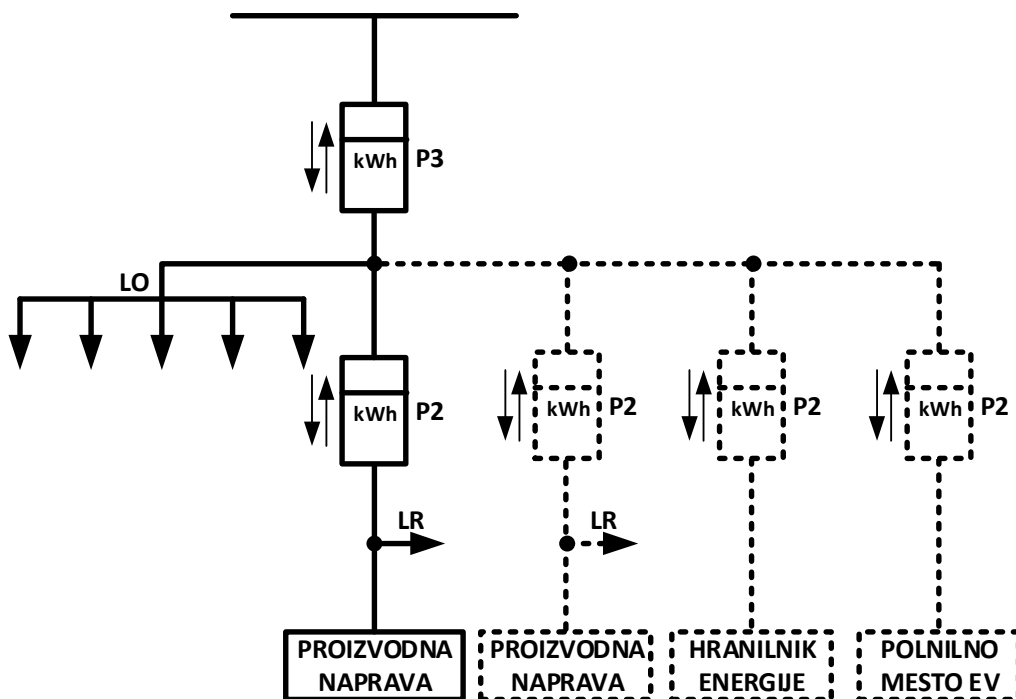 kWh P3
LO
kWh P2
kWh P2
kWh P2
kWh P2
LR
LR
PROIZVODNA
NAPRAVA
PROIZVODNA
NAPRAVA
HRANILNIK
ENERGIJE
POLNILNO
MESTO EV